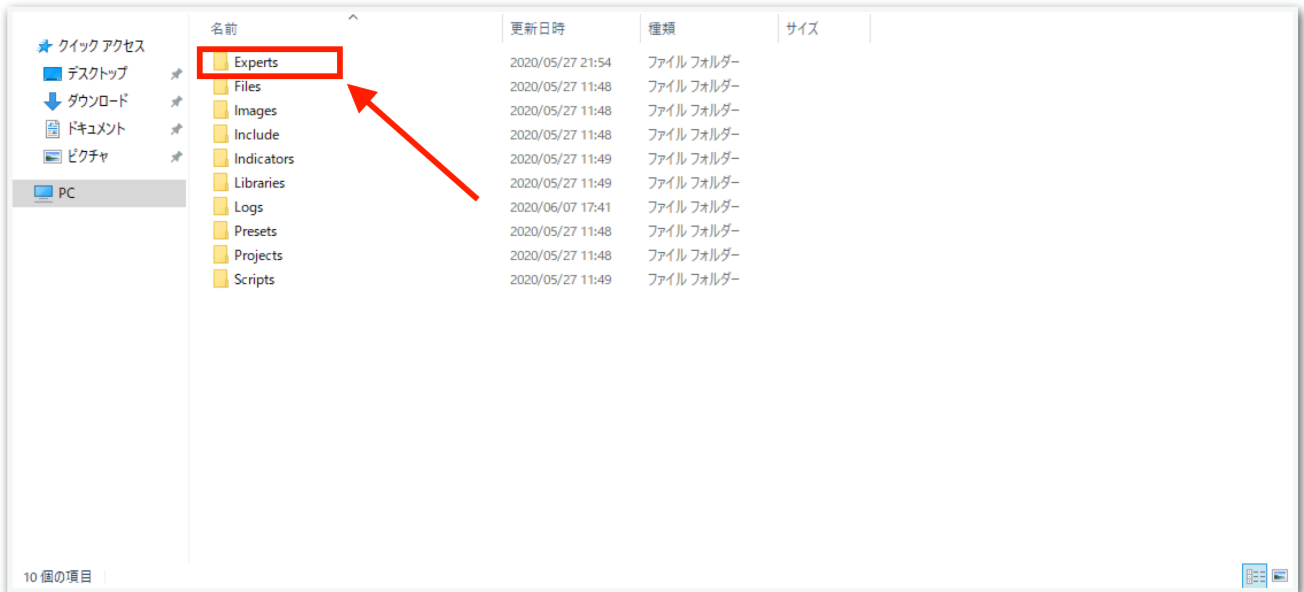 名前 更新日時 種類 サイズ
クイック アクセス
デスクトップ
ダウンロード
ドキュメント
ピクチャ
PC
Experts 2020/05/27 21:54 ファイル フォルダー
Files 2020/05/27 11:48 ファイル フォルダー
Images 2020/05/27 11:48 ファイル フォルダー
Include 2020/05/27 11:48 ファイル フォルダー
Indicators 2020/05/27 11:49 ファイル フォルダー
Libraries 2020/05/27 11:49 ファイル フォルダー
Logs 2020/06/07 17:41 ファイル フォルダー
Presets 2020/05/27 11:48 ファイル フォルダー
Projects 2020/05/27 11:48 ファイル フォルダー
Scripts 2020/05/27 11:49 ファイル フォルダー
10 個の項目